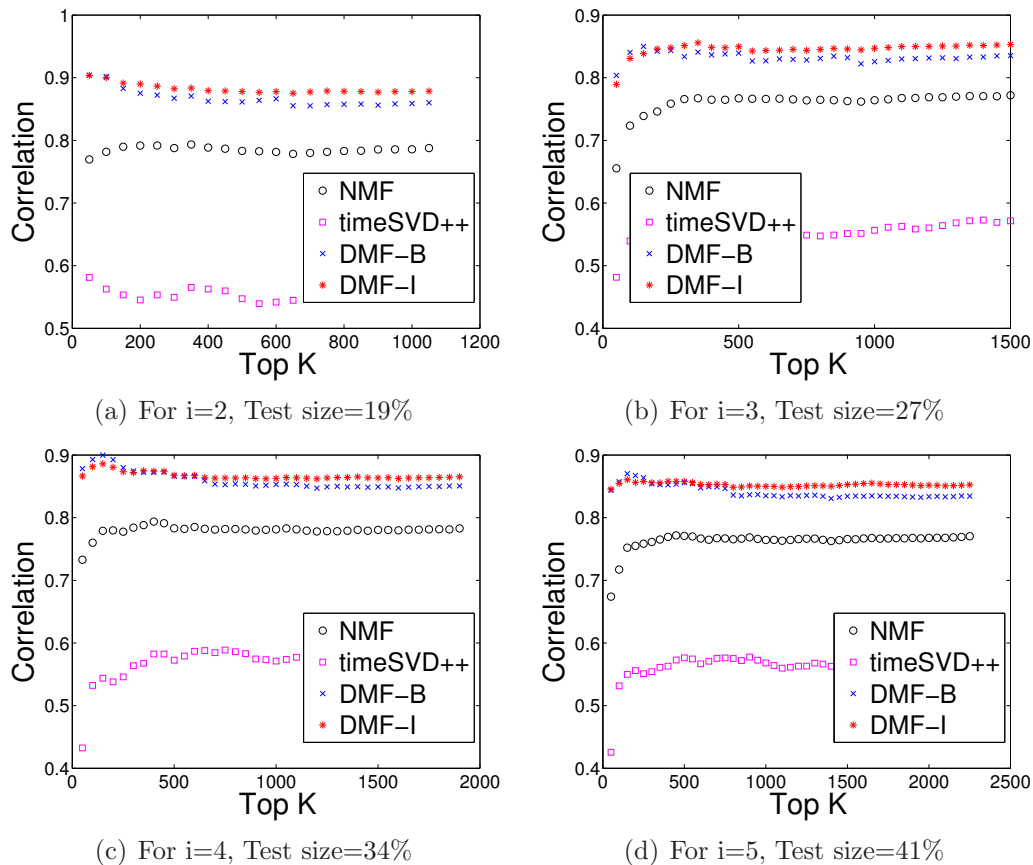 1
0.9
0.8
0.7
0.6
0.5
Correlation
NMF
timeSVD++
DMF−B
DMF−I
0 200 400 600 800 1000 1200
Top K
(a) For i=2, Test size=19%
0.9
0.8
0.7
0.6
0.5
0.4
Correlation
NMF
timeSVD++
DMF−B
DMF−I
0 500 1000 1500
Top K
(b) For i=3, Test size=27%
0.9
0.8
0.7
0.6
0.5
0.4
Correlation
NMF
timeSVD++
DMF−B
DMF−I
0 500 1000 1500 2000
Top K
(c) For i=4, Test size=34%
0.9
0.8
0.7
0.6
0.5
0.4
Correlation
NMF
timeSVD++
DMF−B
DMF−I
0 500 1000 1500 2000 2500
Top K
(d) For i=5, Test size=41%